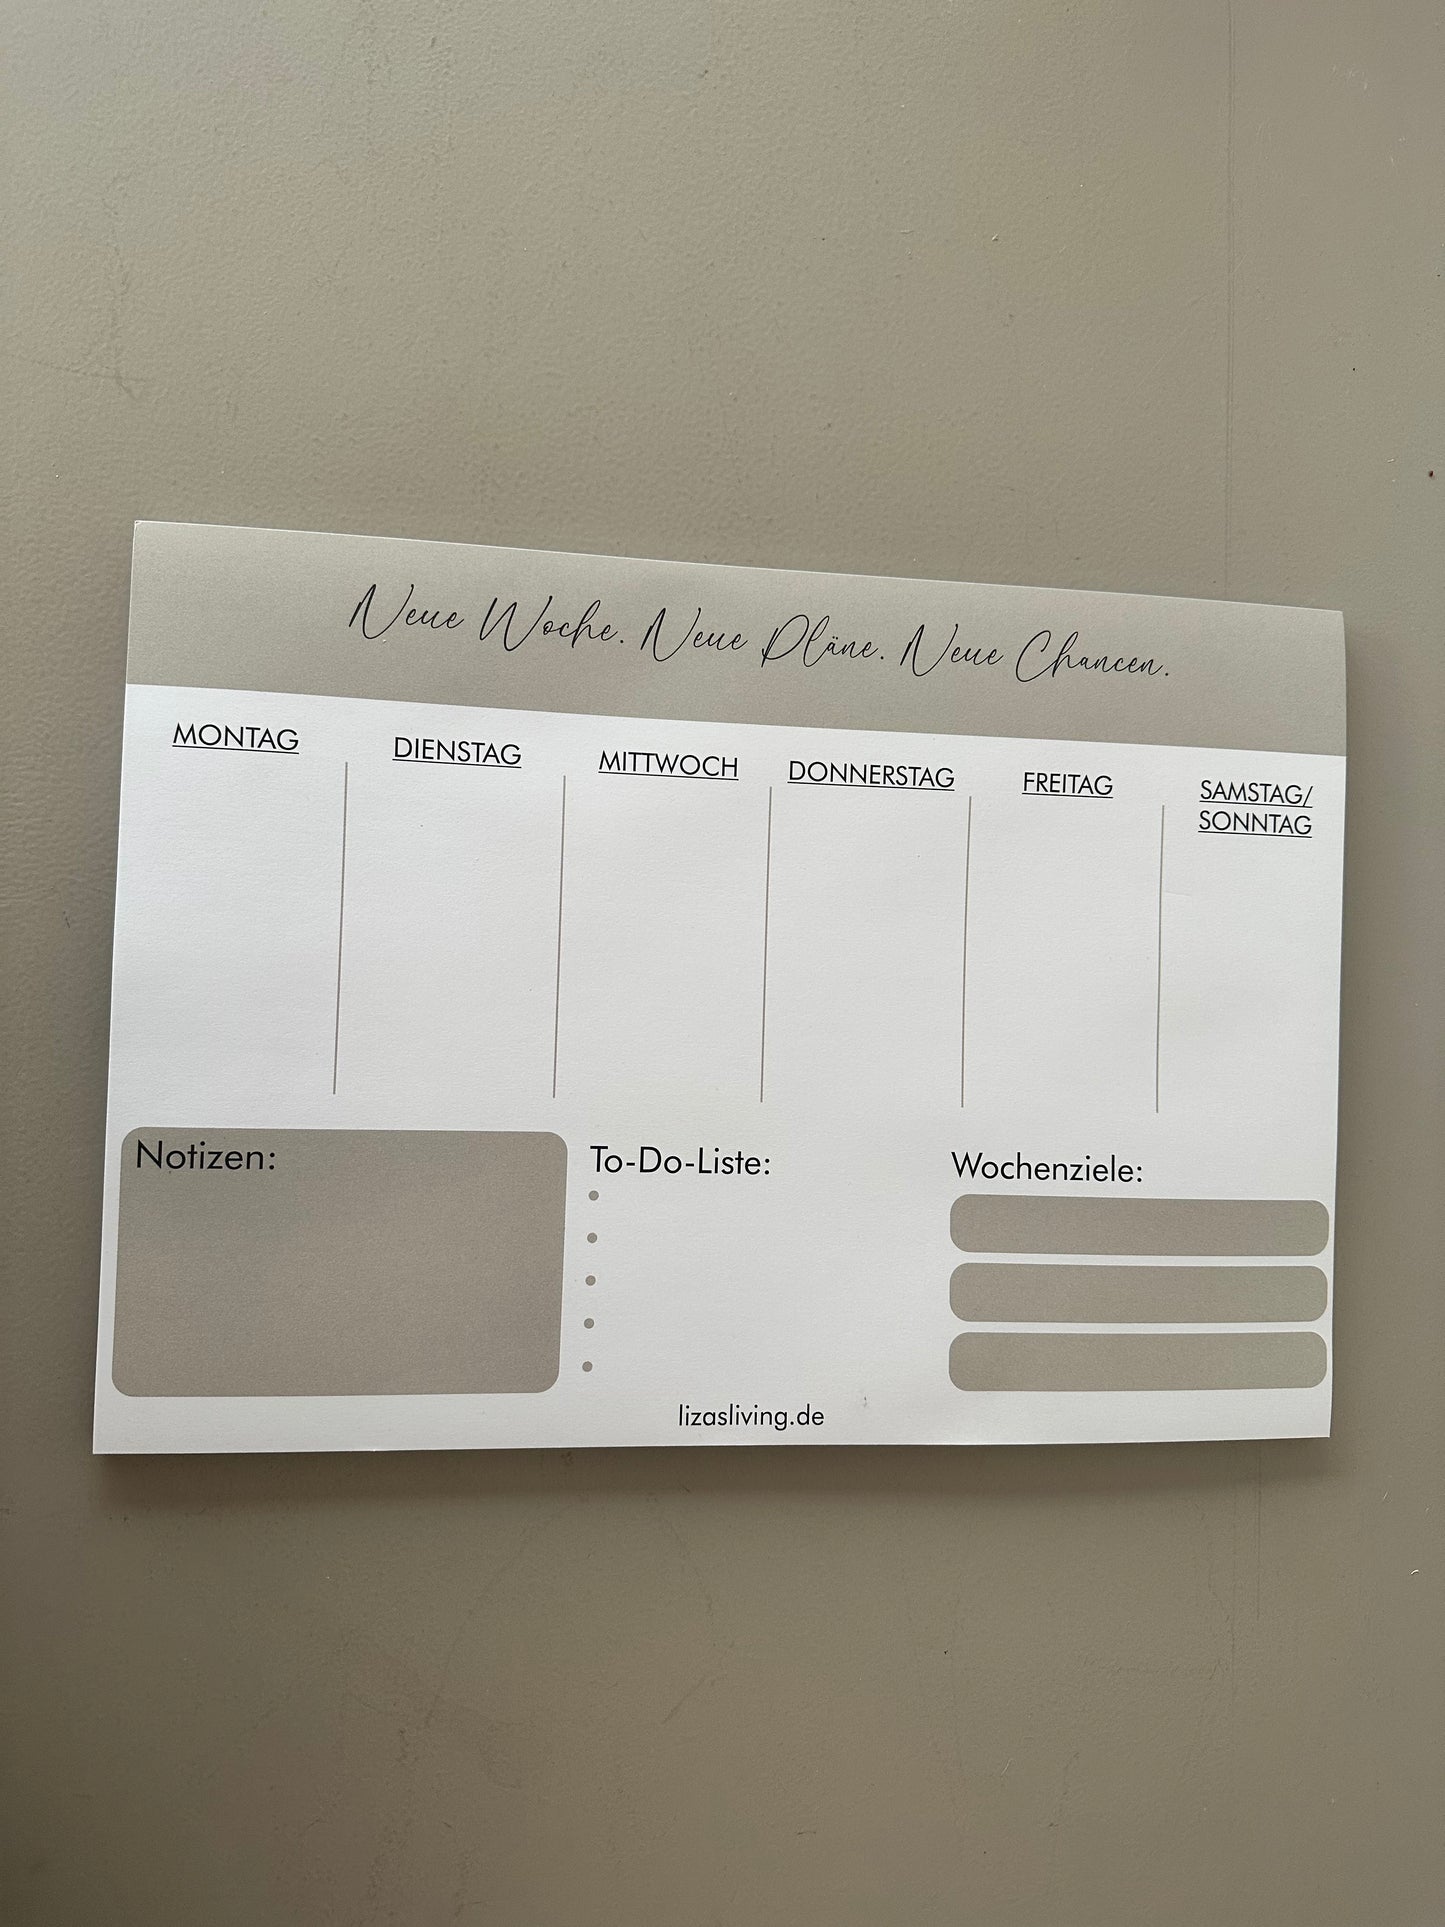 Neue Woche. Neue Pläne. Neue Chancen.
MONTAG
DIENSTAG
MITTWOCH
DONNERSTAG
FREITAG
SAMSTAG/
SONNTAG
Notizen:
To-Do-Liste:
Wochenziele:
lizasliving.de